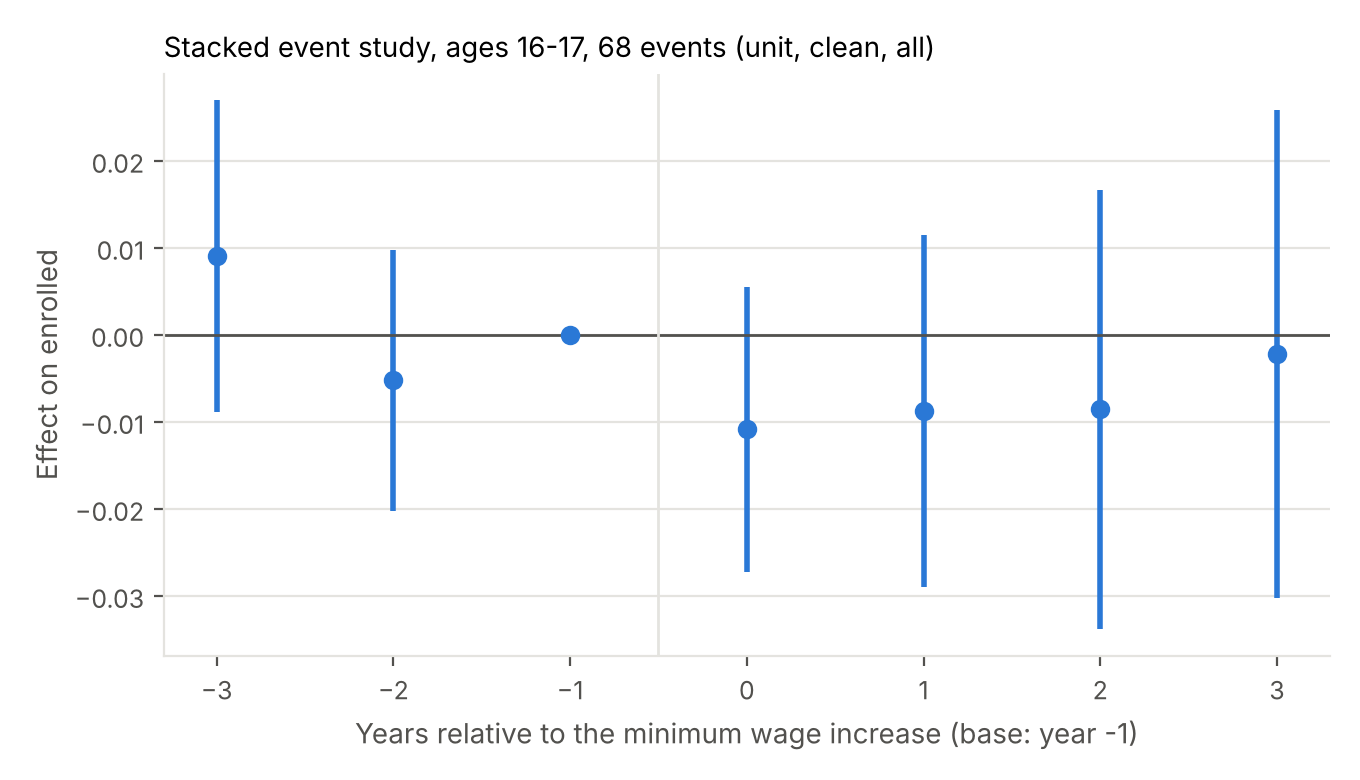 Stacked event study, ages 16-17, 68 events (unit, clean, all)
Effect on enrolled
0.02
0.01
0.00
−0.01
−0.02
−0.03
−3 −2 −1 0 1 2 3
Years relative to the minimum wage increase (base: year -1)